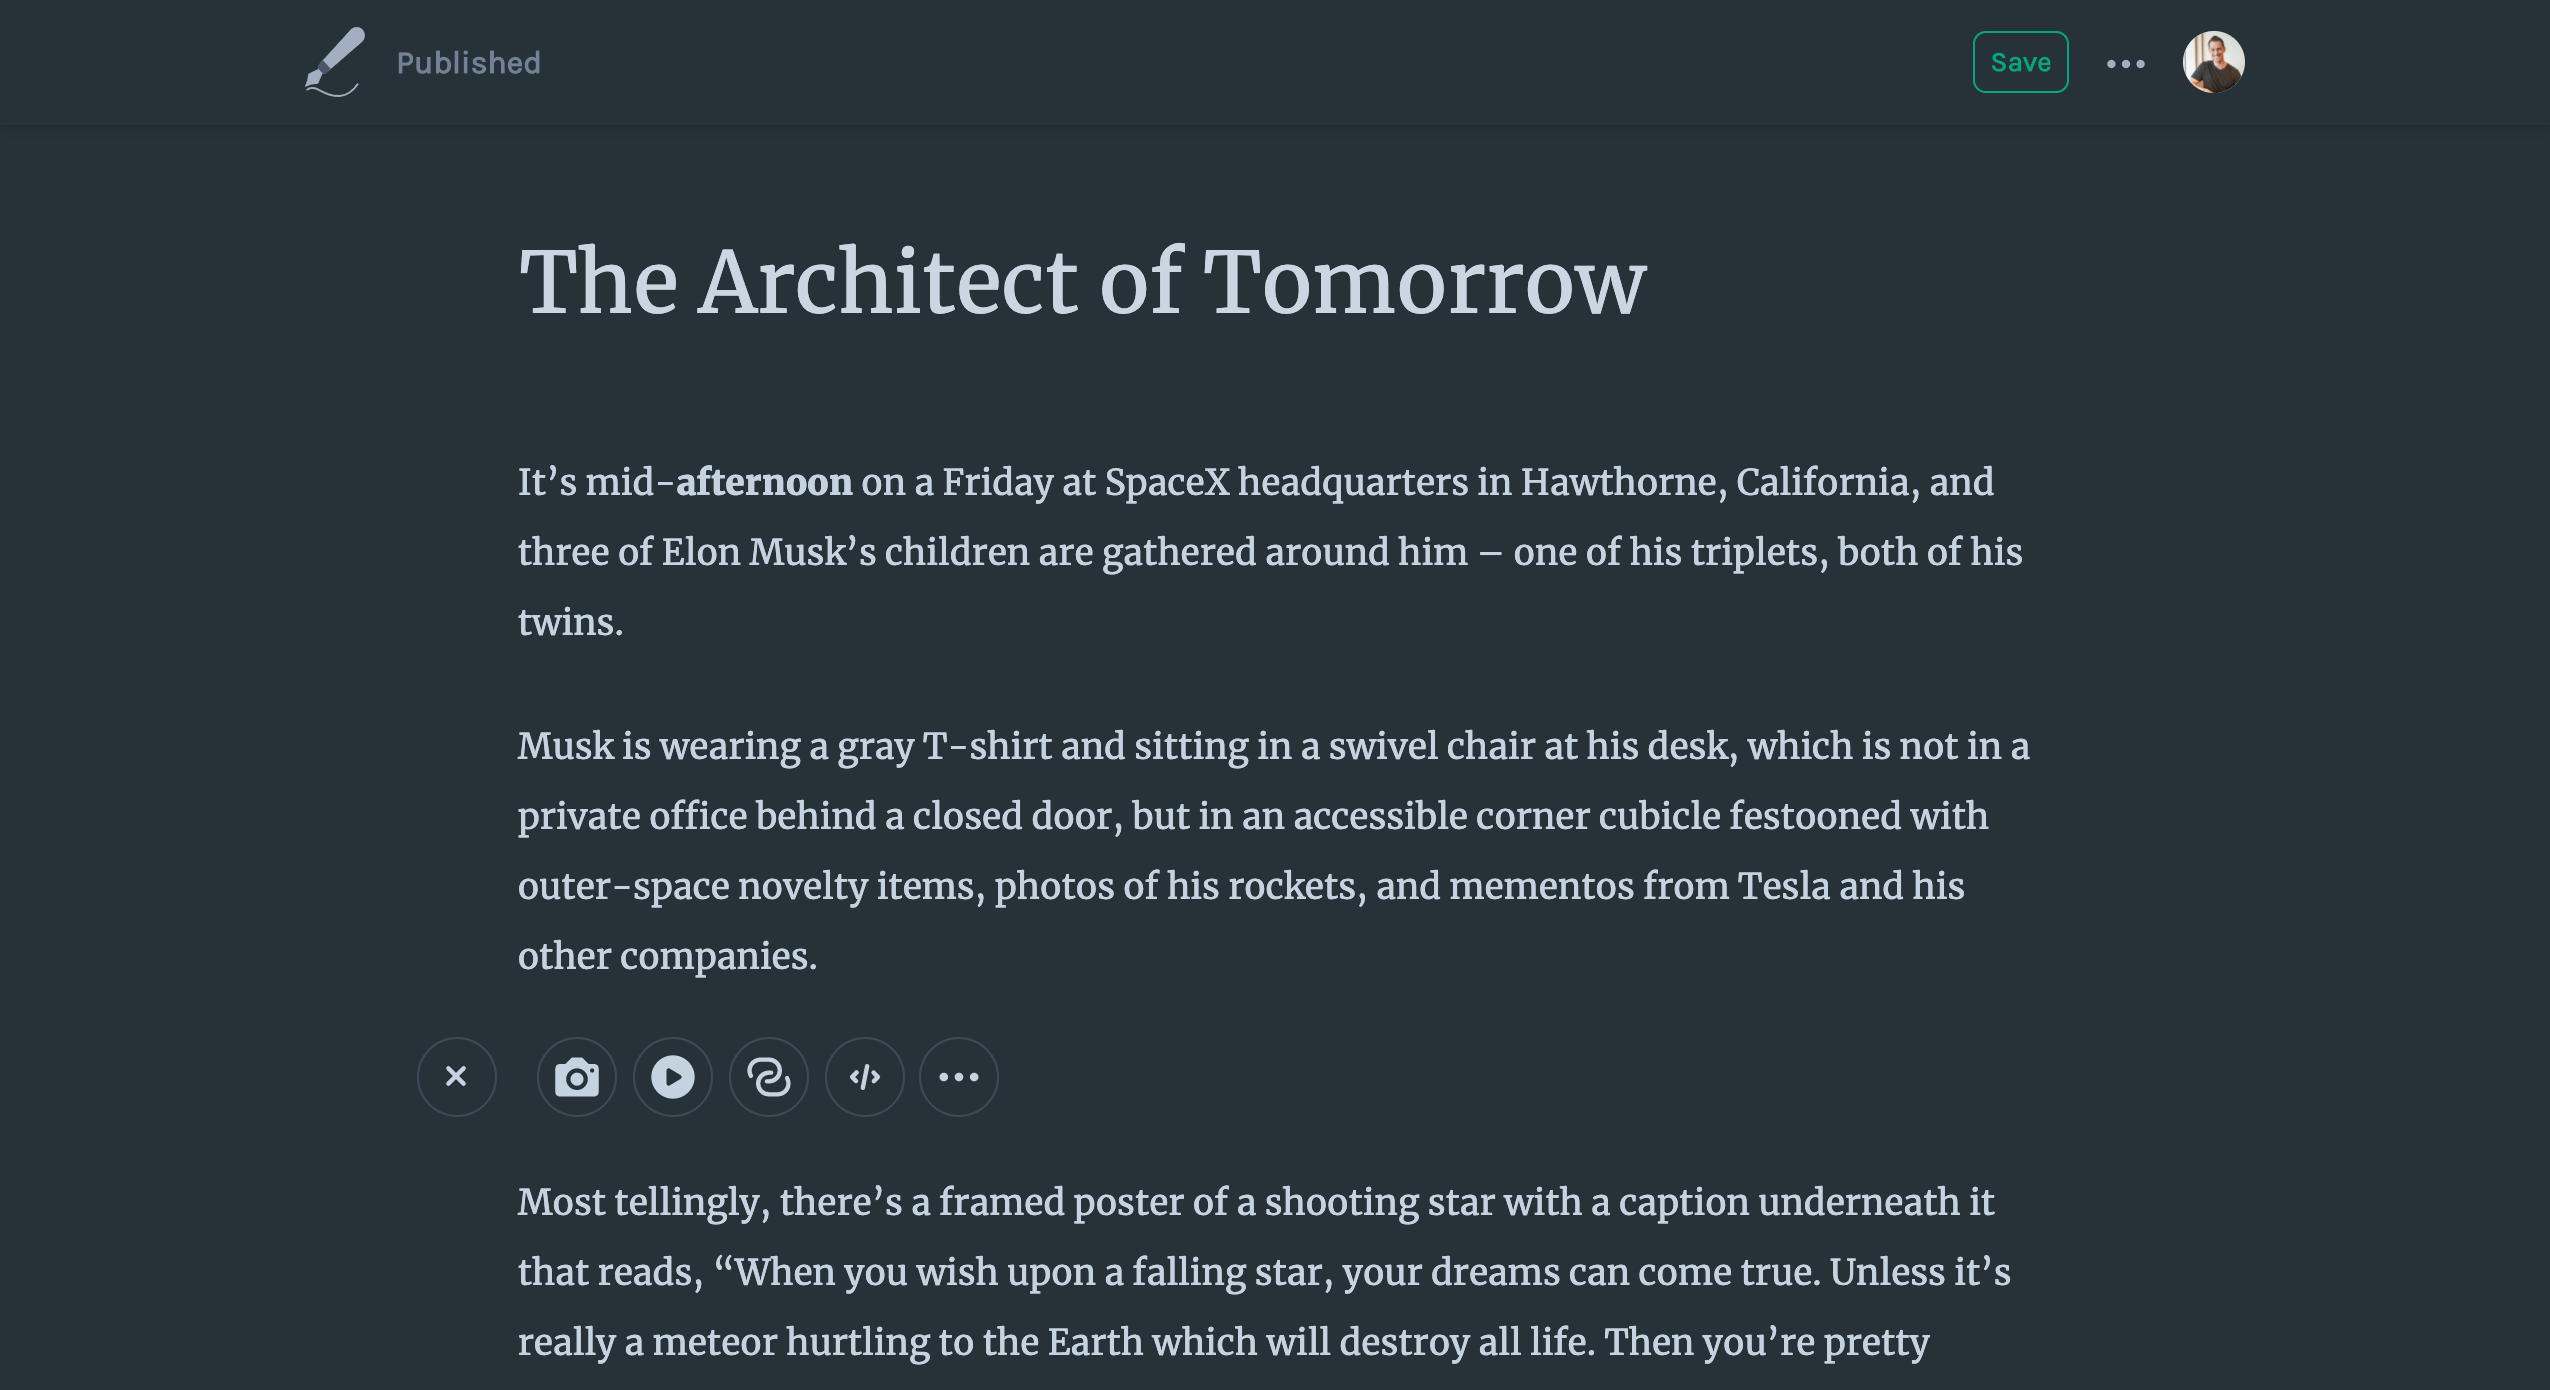 Published
Save
The Architect of Tomorrow
It’s mid-afternoon on a Friday at SpaceX headquarters in Hawthorne, California, and
three of Elon Musk’s children are gathered around him – one of his triplets, both of his
twins.
Musk is wearing a gray T-shirt and sitting in a swivel chair at his desk, which is not in a
private office behind a closed door, but in an accessible corner cubicle festooned with
outer-space novelty items, photos of his rockets, and mementos from Tesla and his
other companies.
Most tellingly, there’s a framed poster of a shooting star with a caption underneath it
that reads, “When you wish upon a falling star, your dreams can come true. Unless it’s
really a meteor hurtling to the Earth which will destroy all life. Then you’re pretty